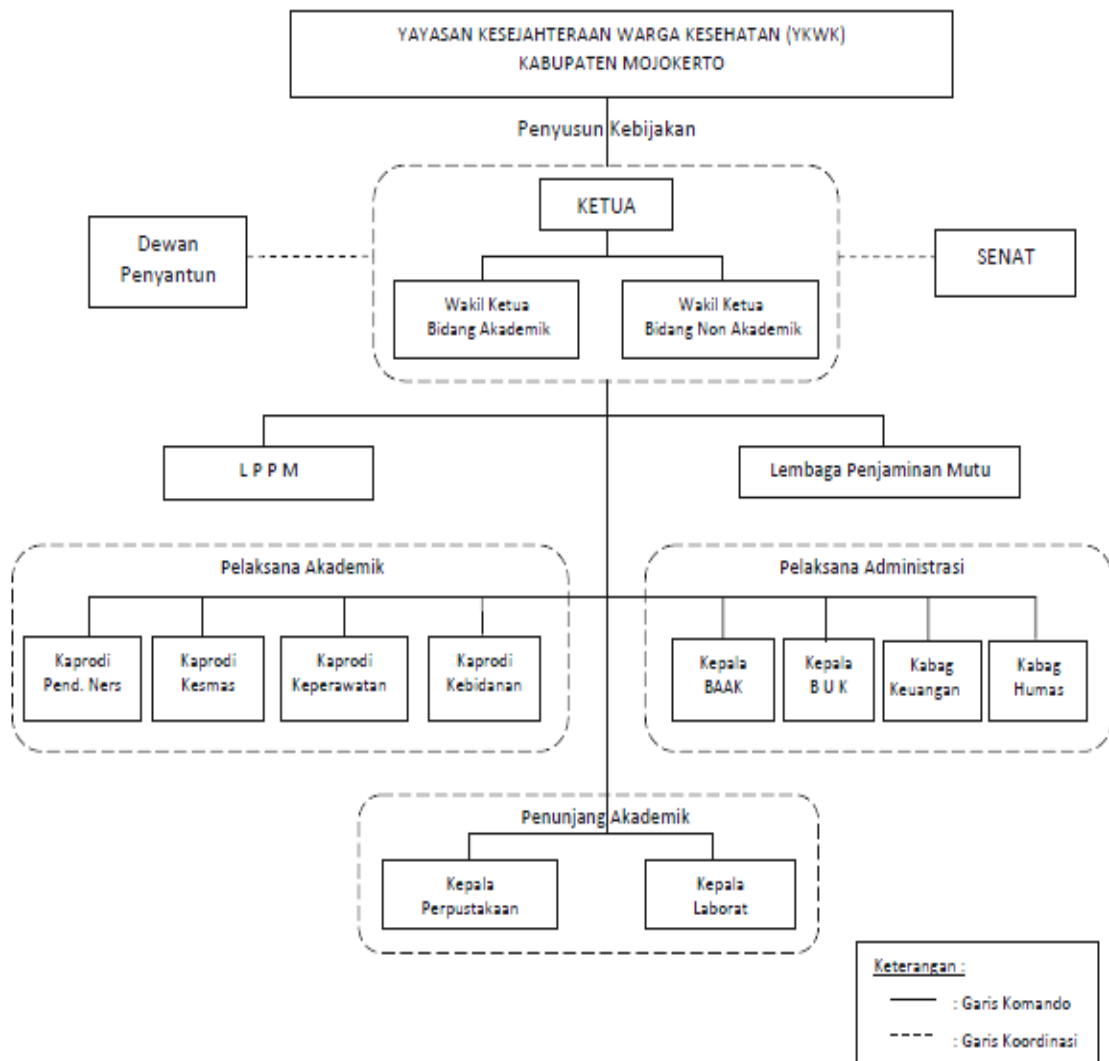 YAYASAN KESEJAHTERAAN WARGA KESEHATAN (YKWK)
KABUPATEN MOJOKERTO
Penyusun Kebijakan
KETUA
Dewan
Penyantun
SENAT
Wakil Ketua
Bidang Akademik
Wakil Ketua
Bidang Non Akademik
L P P M
Lembaga Penjaminan Mutu
Pelaksana Akademik
Pelaksana Administrasi
Kaprodi
Pend. Ners
Kaprodi
Kesmas
Kaprodi
Keperawatan
Kaprodi
Kebidanan
Kepala
BAAK
Kepala
B U K
Kabag
Keuangan
Kabag
Humas
Penunjang Akademik
Kepala
Perpustakaan
Kepala
Laborat
Keterangan :
: Garis Komando
: Garis Koordinasi